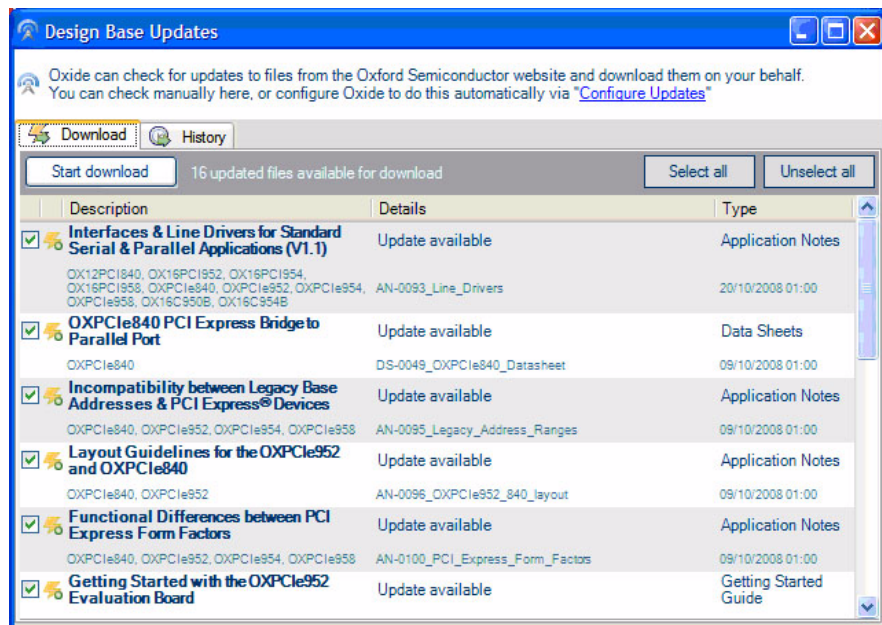 Design Base Updates
Oxide can check for updates to files from the Oxford Semiconductor website and download them on your behalf.
You can check manually here, or configure Oxide to do this automatically via "Configure Updates"
Download History
Start download 16 updated files available for download Select all Unselect all
Description Details Type
Interfaces & Line Drivers for Standard
Serial & Parallel Applications (V1.1) Update available Application Notes
OX12PCI840, OX16PCI952, OX16PCI954,
OX16PCI958, OXPCIe840, OXPCIe952, OXPCIe954, AN-0093_Line_Drivers 20/10/2008 01:00
OXPCIe958, OX16C950B, OX16C954B
OXPCIe840 PCI Express Bridge to
Parallel Port Update available Data Sheets
OXPCIe840 DS-0049_OXPCIe840_Datasheet 09/10/2008 01:00
Incompatibility between Legacy Base
Addresses & PCI Express® Devices Update available Application Notes
OXPCIe840, OXPCIe952, OXPCIe954, OXPCIe958 AN-0095_Legacy_Address_Ranges 09/10/2008 01:00
Layout Guidelines for the OXPCIe952
and OXPCIe840 Update available Application Notes
OXPCIe840, OXPCIe952 AN-0096_OXPCIe952_840_layout 09/10/2008 01:00
Functional Differences between PCI
Express Form Factors Update available Application Notes
OXPCIe840, OXPCIe952, OXPCIe954, OXPCIe958 AN-0100_PCI_Express_Form_Factors 09/10/2008 01:00
Getting Started with the OXPCIe952
Evaluation Board Update available Getting Started
Guide